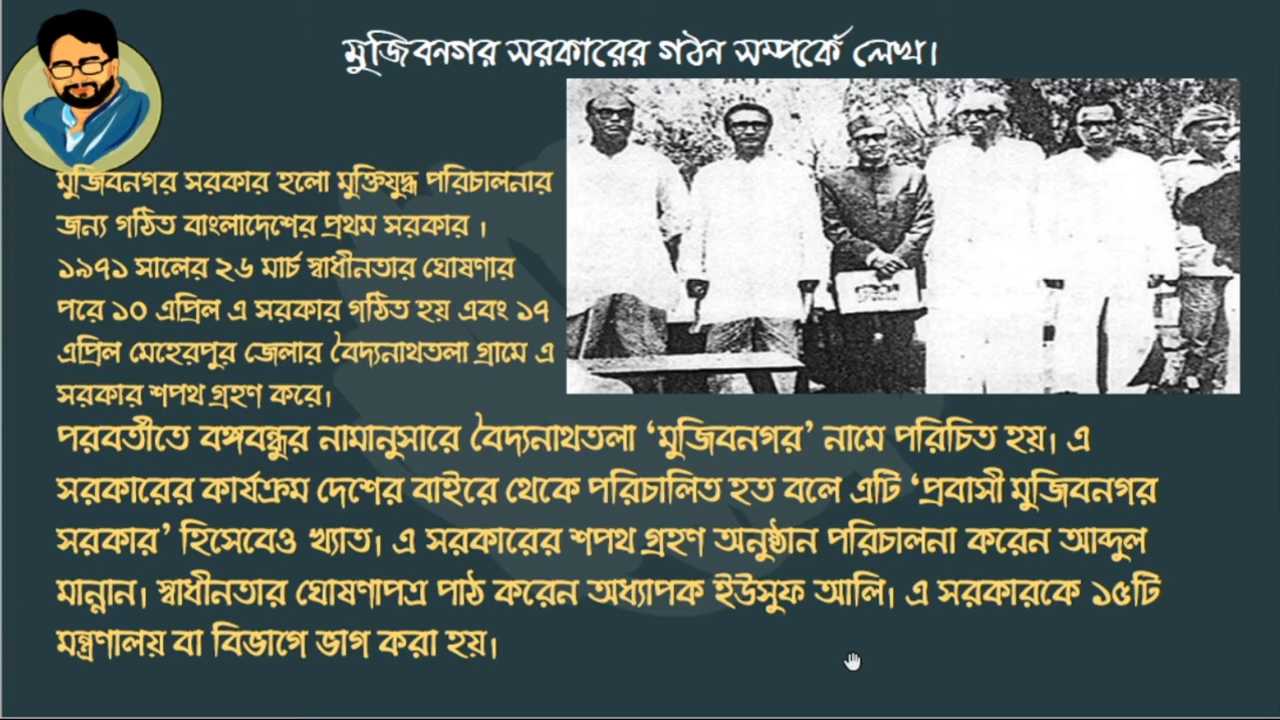 মুজিবনগর সরকারের গঠন সম্পর্কে লেখ।
মুজিবনগর সরকার হলো মুক্তিযুদ্ধ পরিচালনার
জন্য গঠিত বাংলাদেশের প্রথম সরকার ।
১৯৭১ সালের ২৬ মার্চ স্বাধীনতার ঘোষণার
পরে ১০ এপ্রিল এ সরকার গঠিত হয় এবং ১৭
এপ্রিল মেহেরপুর জেলার বৈদ্যনাথতলা গ্রামে এ
সরকার শপথ গ্রহণ করে।
পরবর্তীতে বঙ্গবন্ধুর নামানুসারে বৈদ্যনাথতলা ‘মুজিবনগর’ নামে পরিচিত হয়। এ
সরকারের কার্যক্রম দেশের বাইরে থেকে পরিচালিত হত বলে এটি ‘প্রবাসী মুজিবনগর
সরকার’ হিসেবেও খ্যাত। এ সরকারের শপথ গ্রহণ অনুষ্ঠান পরিচালনা করেন আব্দুল
মান্নান। স্বাধীনতার ঘোষণাপত্র পাঠ করেন অধ্যাপক ইউসুফ আলি। এ সরকারকে ১৫টি
মন্ত্রণালয় বা বিভাগে ভাগ করা হয়।